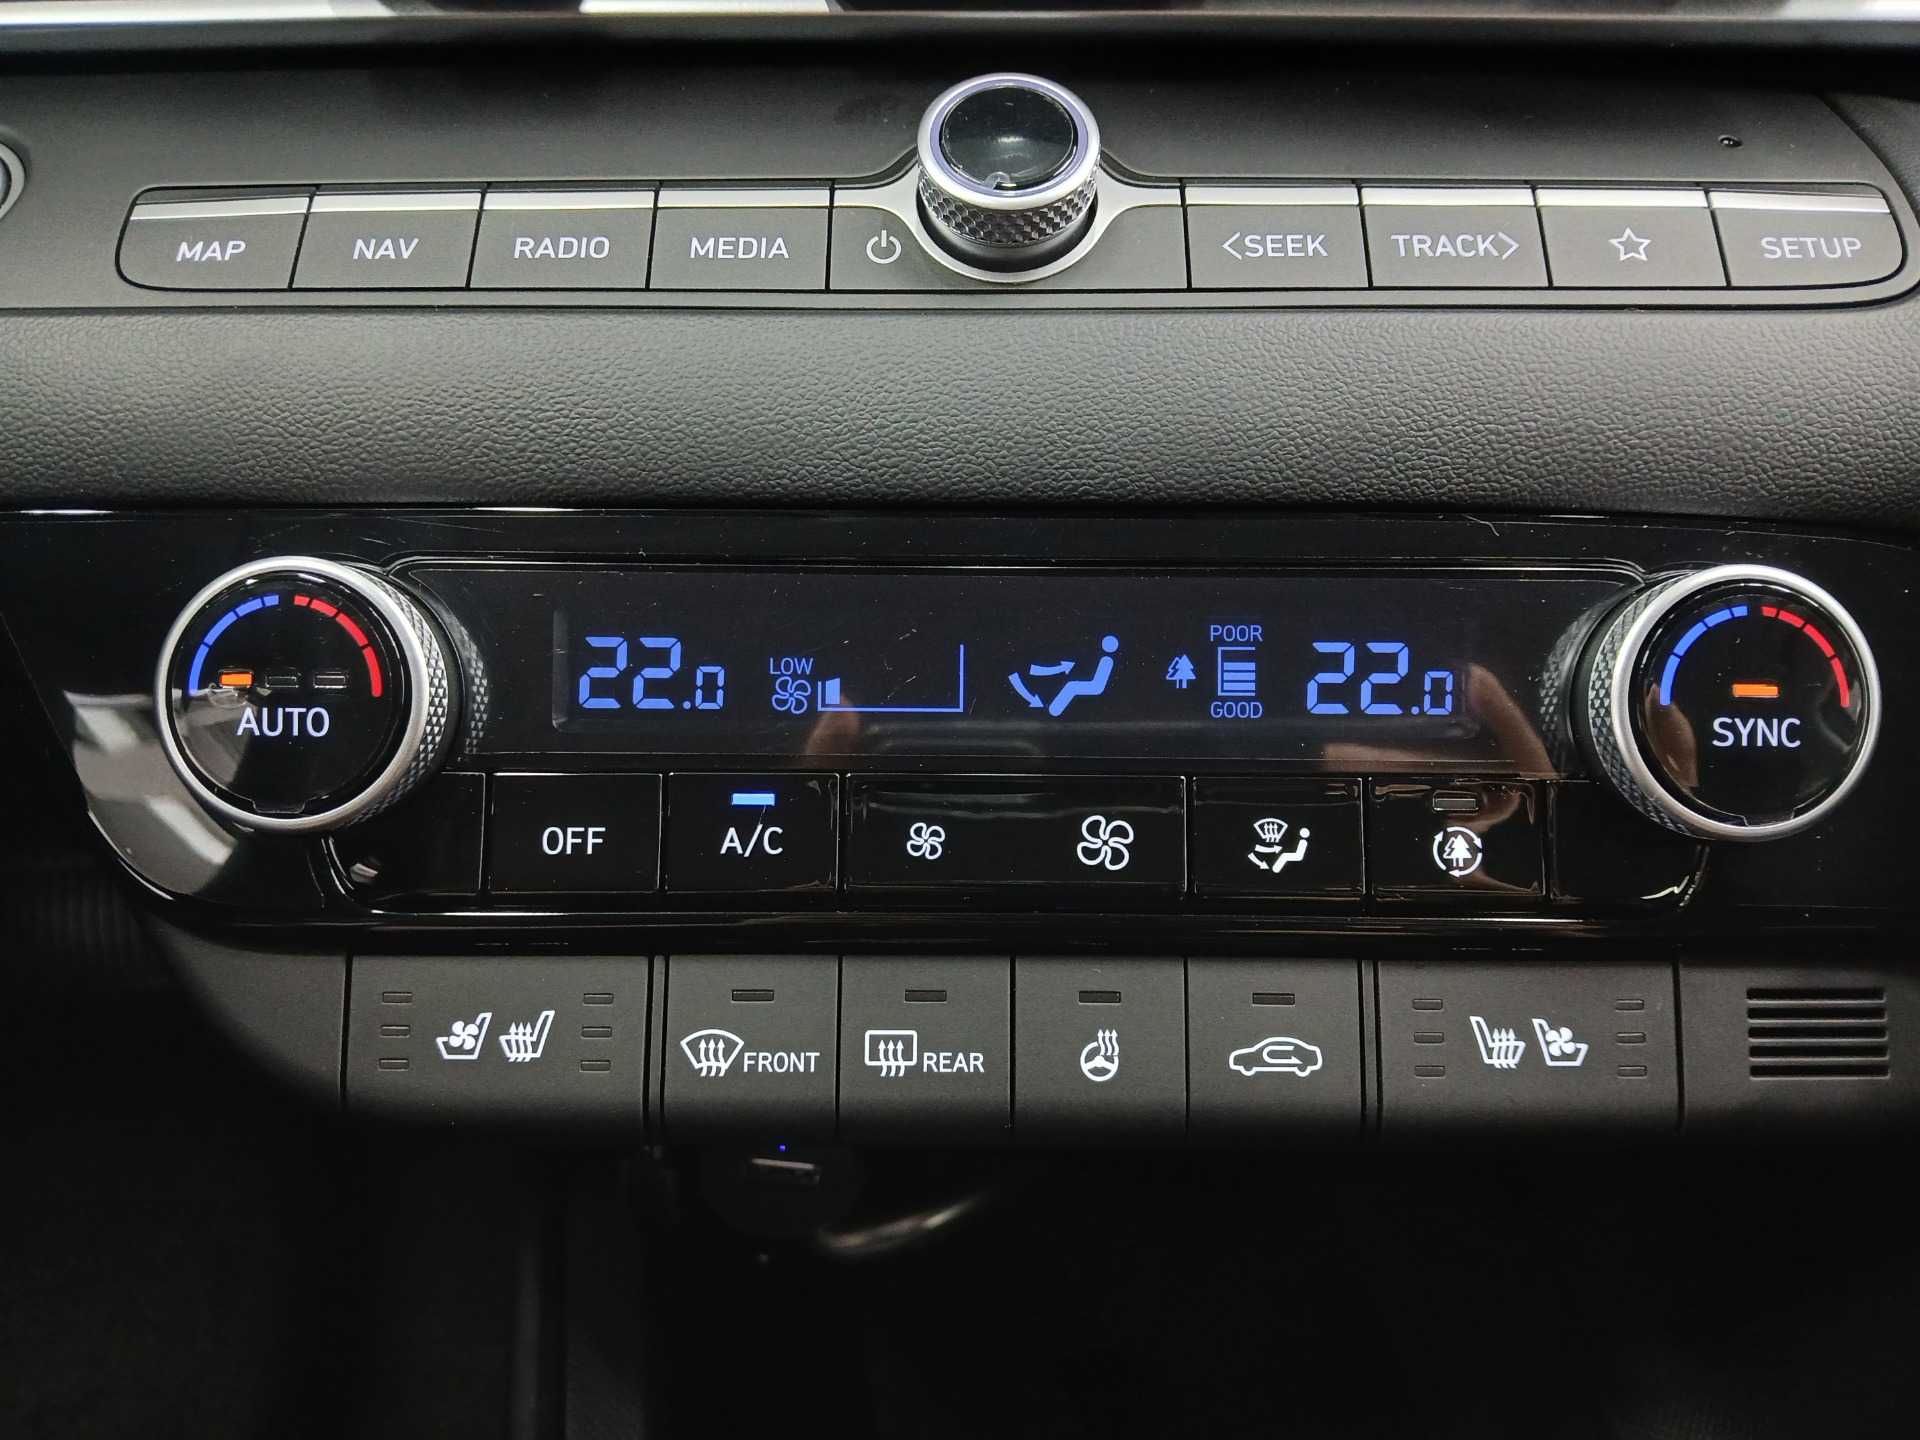 MAP NAV RADIO MEDIA <SEEK TRACK> SETUP
22.0 LOW POOR GOOD 22.0
AUTO SYNC
OFF A/C
FRONT REAR